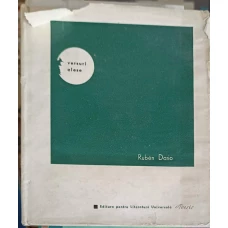 versuri
alese
Rubén Darío
Editura pentru Literatură Universală